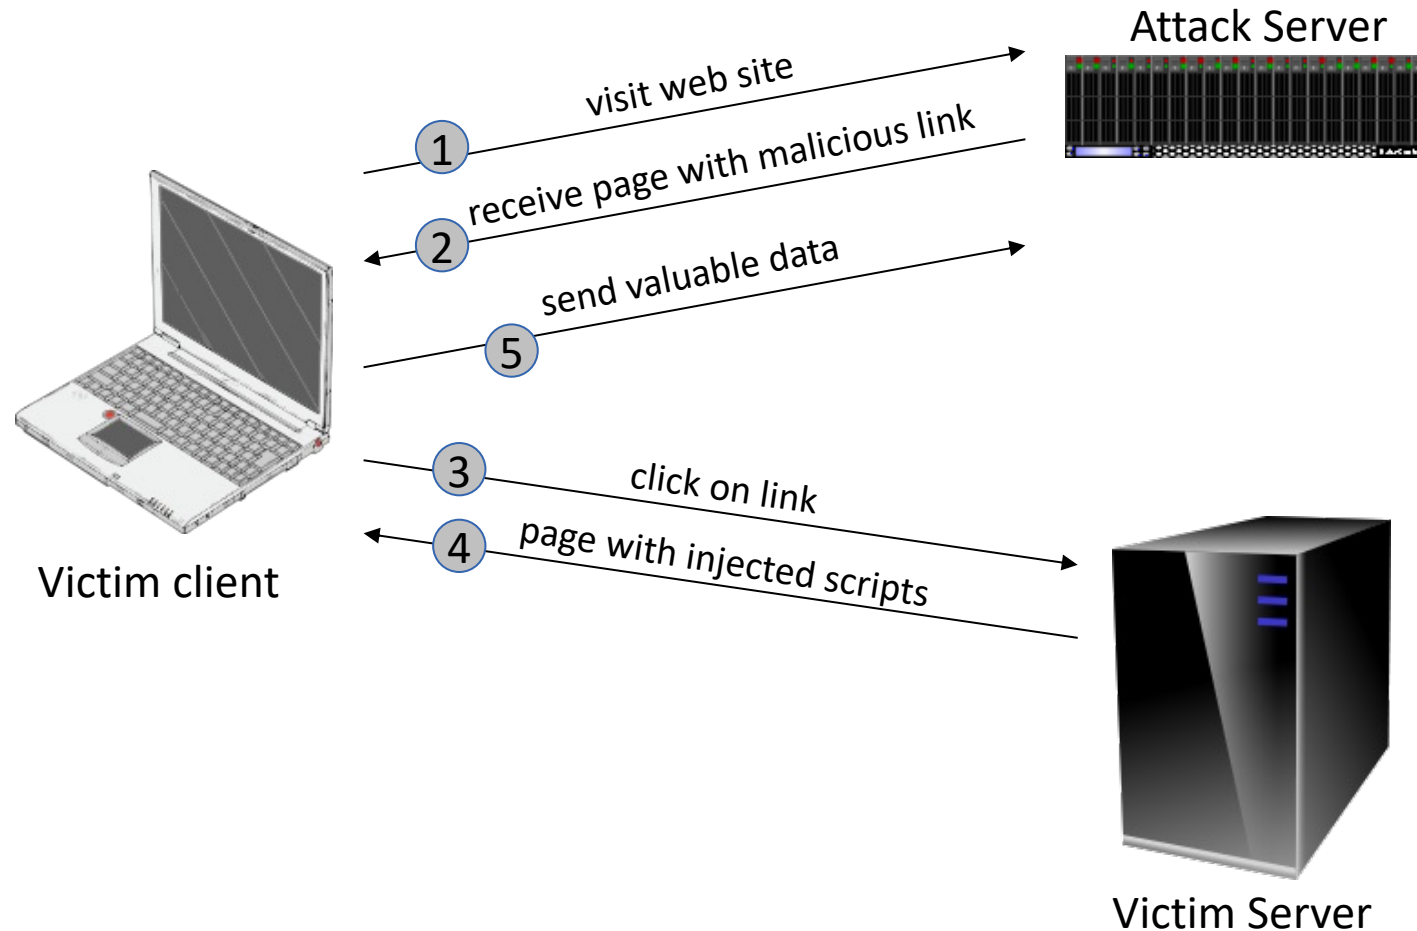 Attack Server
visit web site
1
receive page with malicious link
2
send valuable data
5
3
click on link
4
page with injected scripts
Victim client
Victim Server